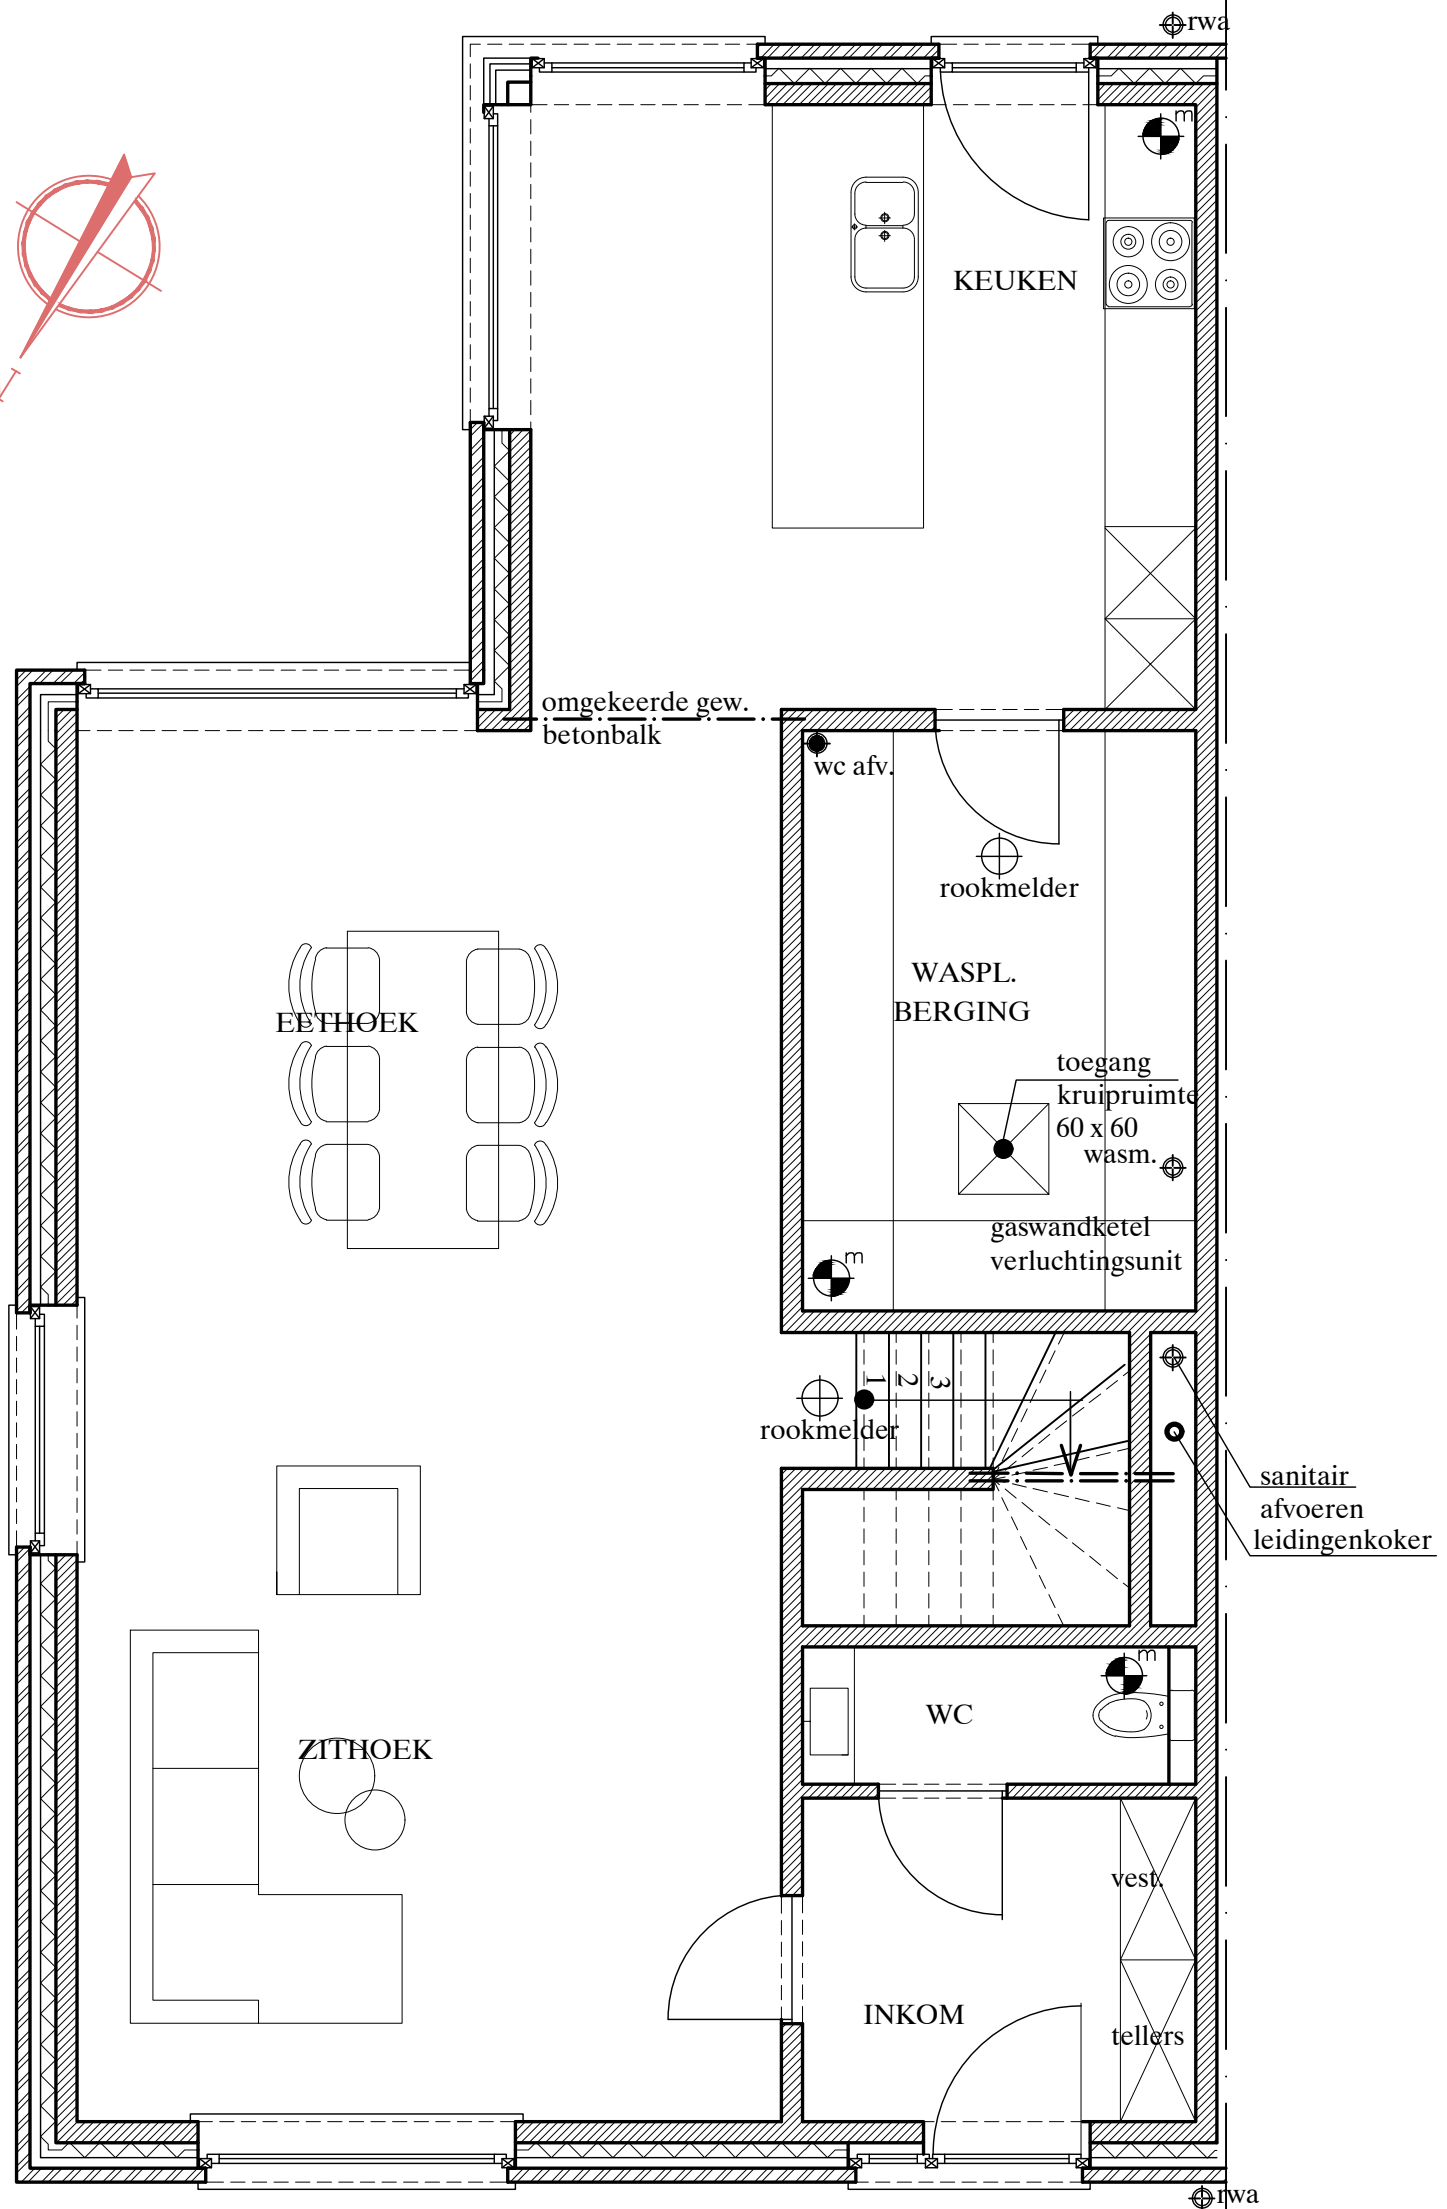 rwa
m
KEUKEN
omgekeerde gew.
betonbalk
wc afv.
rookmelder
WASPL.
BERGING
EETHOEK
toegang
kruipruimte
60 x 60
wasm.
gaswandketel
verluchtingsunit
m
1 2 3
rookmelder
sanitair
afvoeren
leidingenkoker
m
WC
ZITHOEK
vest.
INKOM
tellers
rwa